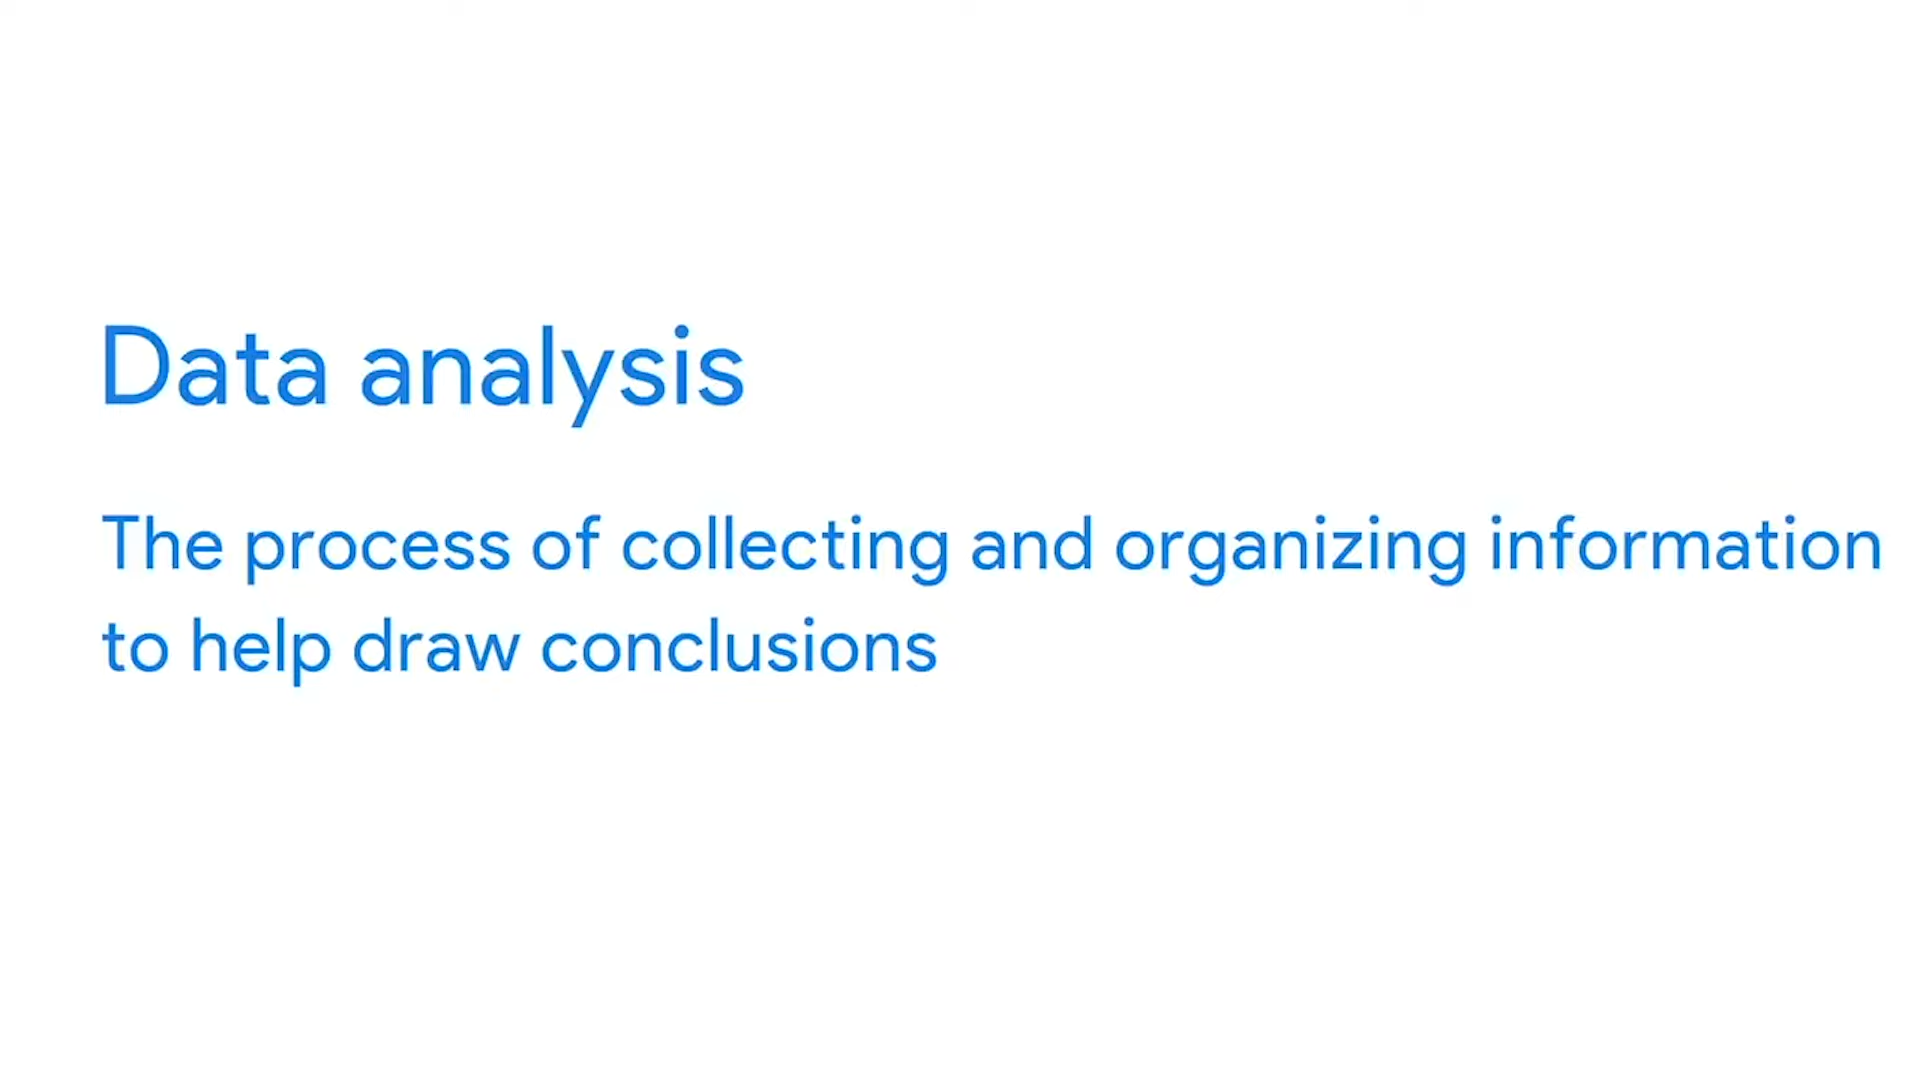 Data analysis
The process of collecting and organizing information
to help draw conclusions